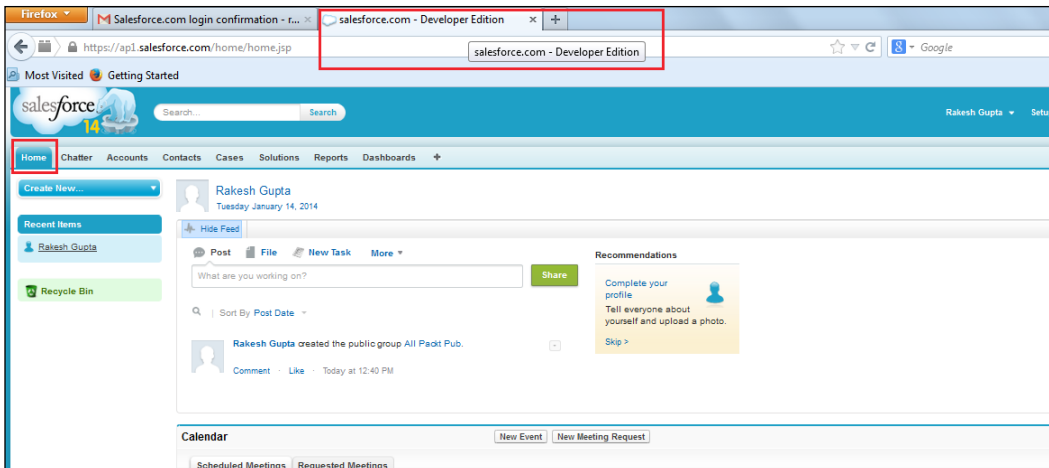 Firefox
Salesforce.com login confirmation - r...
salesforce.com - Developer Edition
https://ap1.salesforce.com/home/home.jsp
salesforce.com - Developer Edition
Google
Most Visited
Getting Started
salesforce
14
Search...
Search
Rakesh Gupta
Setu
Home Chatter Accounts Contacts Cases Solutions Reports Dashboards +
Create New...
Rakesh Gupta
Tuesday January 14, 2014
Recent Items
Rakesh Gupta
Recycle Bin
Hide Feed
Post File New Task More
What are you working on?
Share
Sort By Post Date
Rakesh Gupta created the public group All Packt Pub.
Comment · Like · Today at 12:40 PM
Recommendations
Complete your
profile
Tell everyone about
yourself and upload a photo.
Skip >
Calendar
New Event
New Meeting Request
Scheduled Meetings
Requested Meetings